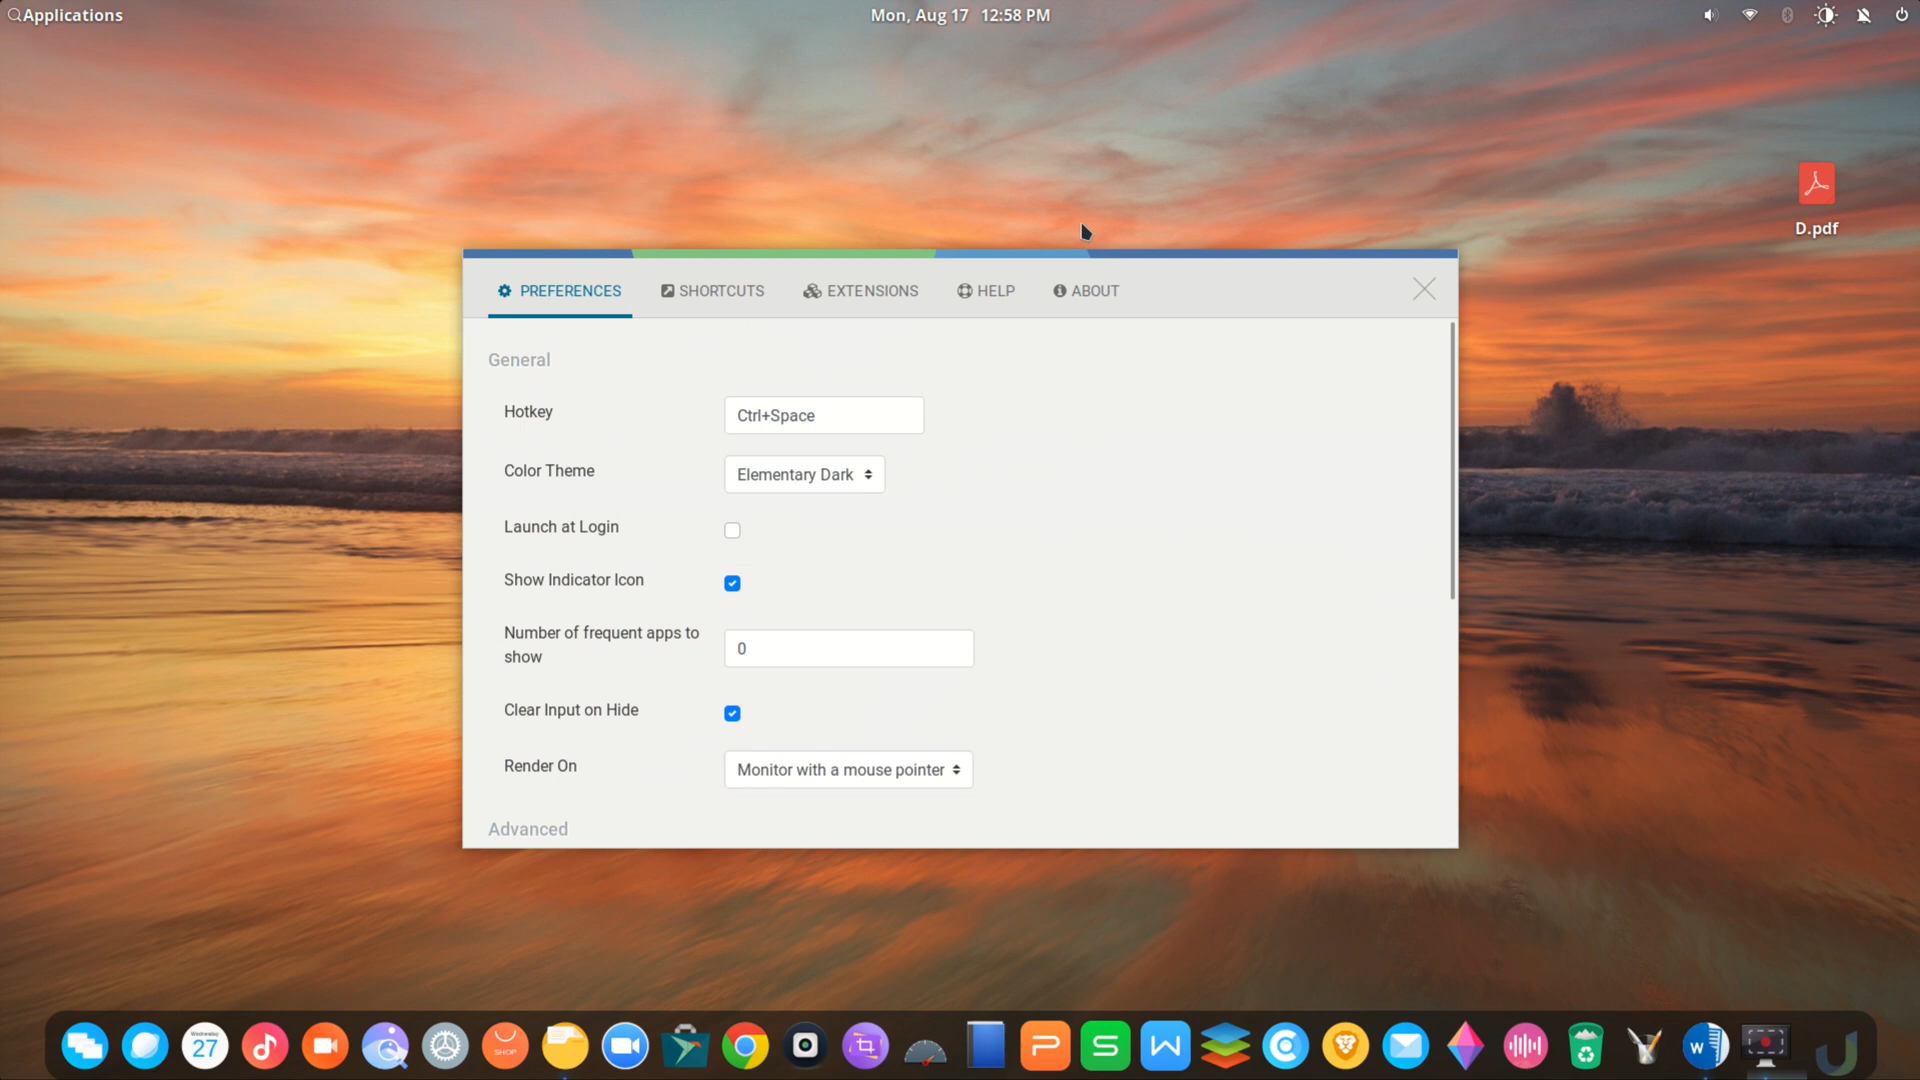 Applications
Mon, Aug 17 12:58 PM
D.pdf
PREFERENCES SHORTCUTS EXTENSIONS HELP ABOUT
General
Hotkey Ctrl+Space
Color Theme Elementary Dark
Launch at Login
Show Indicator Icon
Number of frequent apps to
show
0
Clear Input on Hide
Render On Monitor with a mouse pointer
Advanced
Wednesday
27
SHOP
P
S
W
W